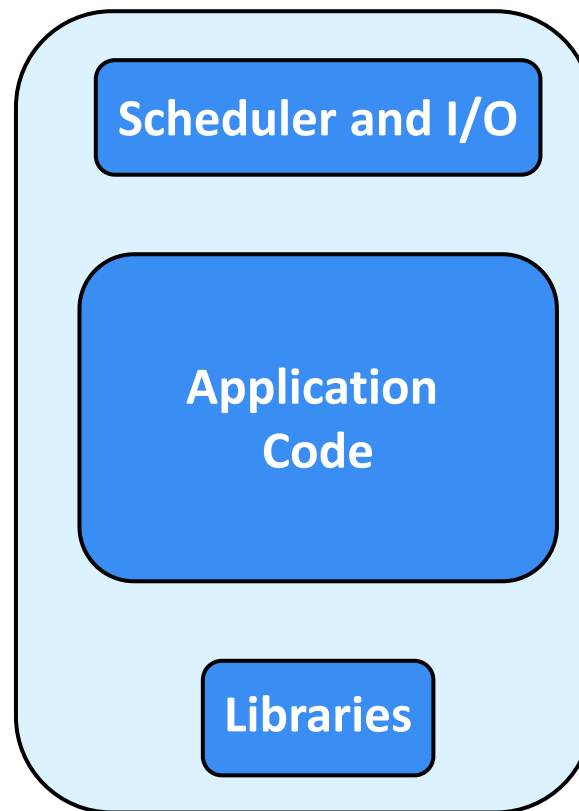 Scheduler and I/O
Application
Code
Libraries